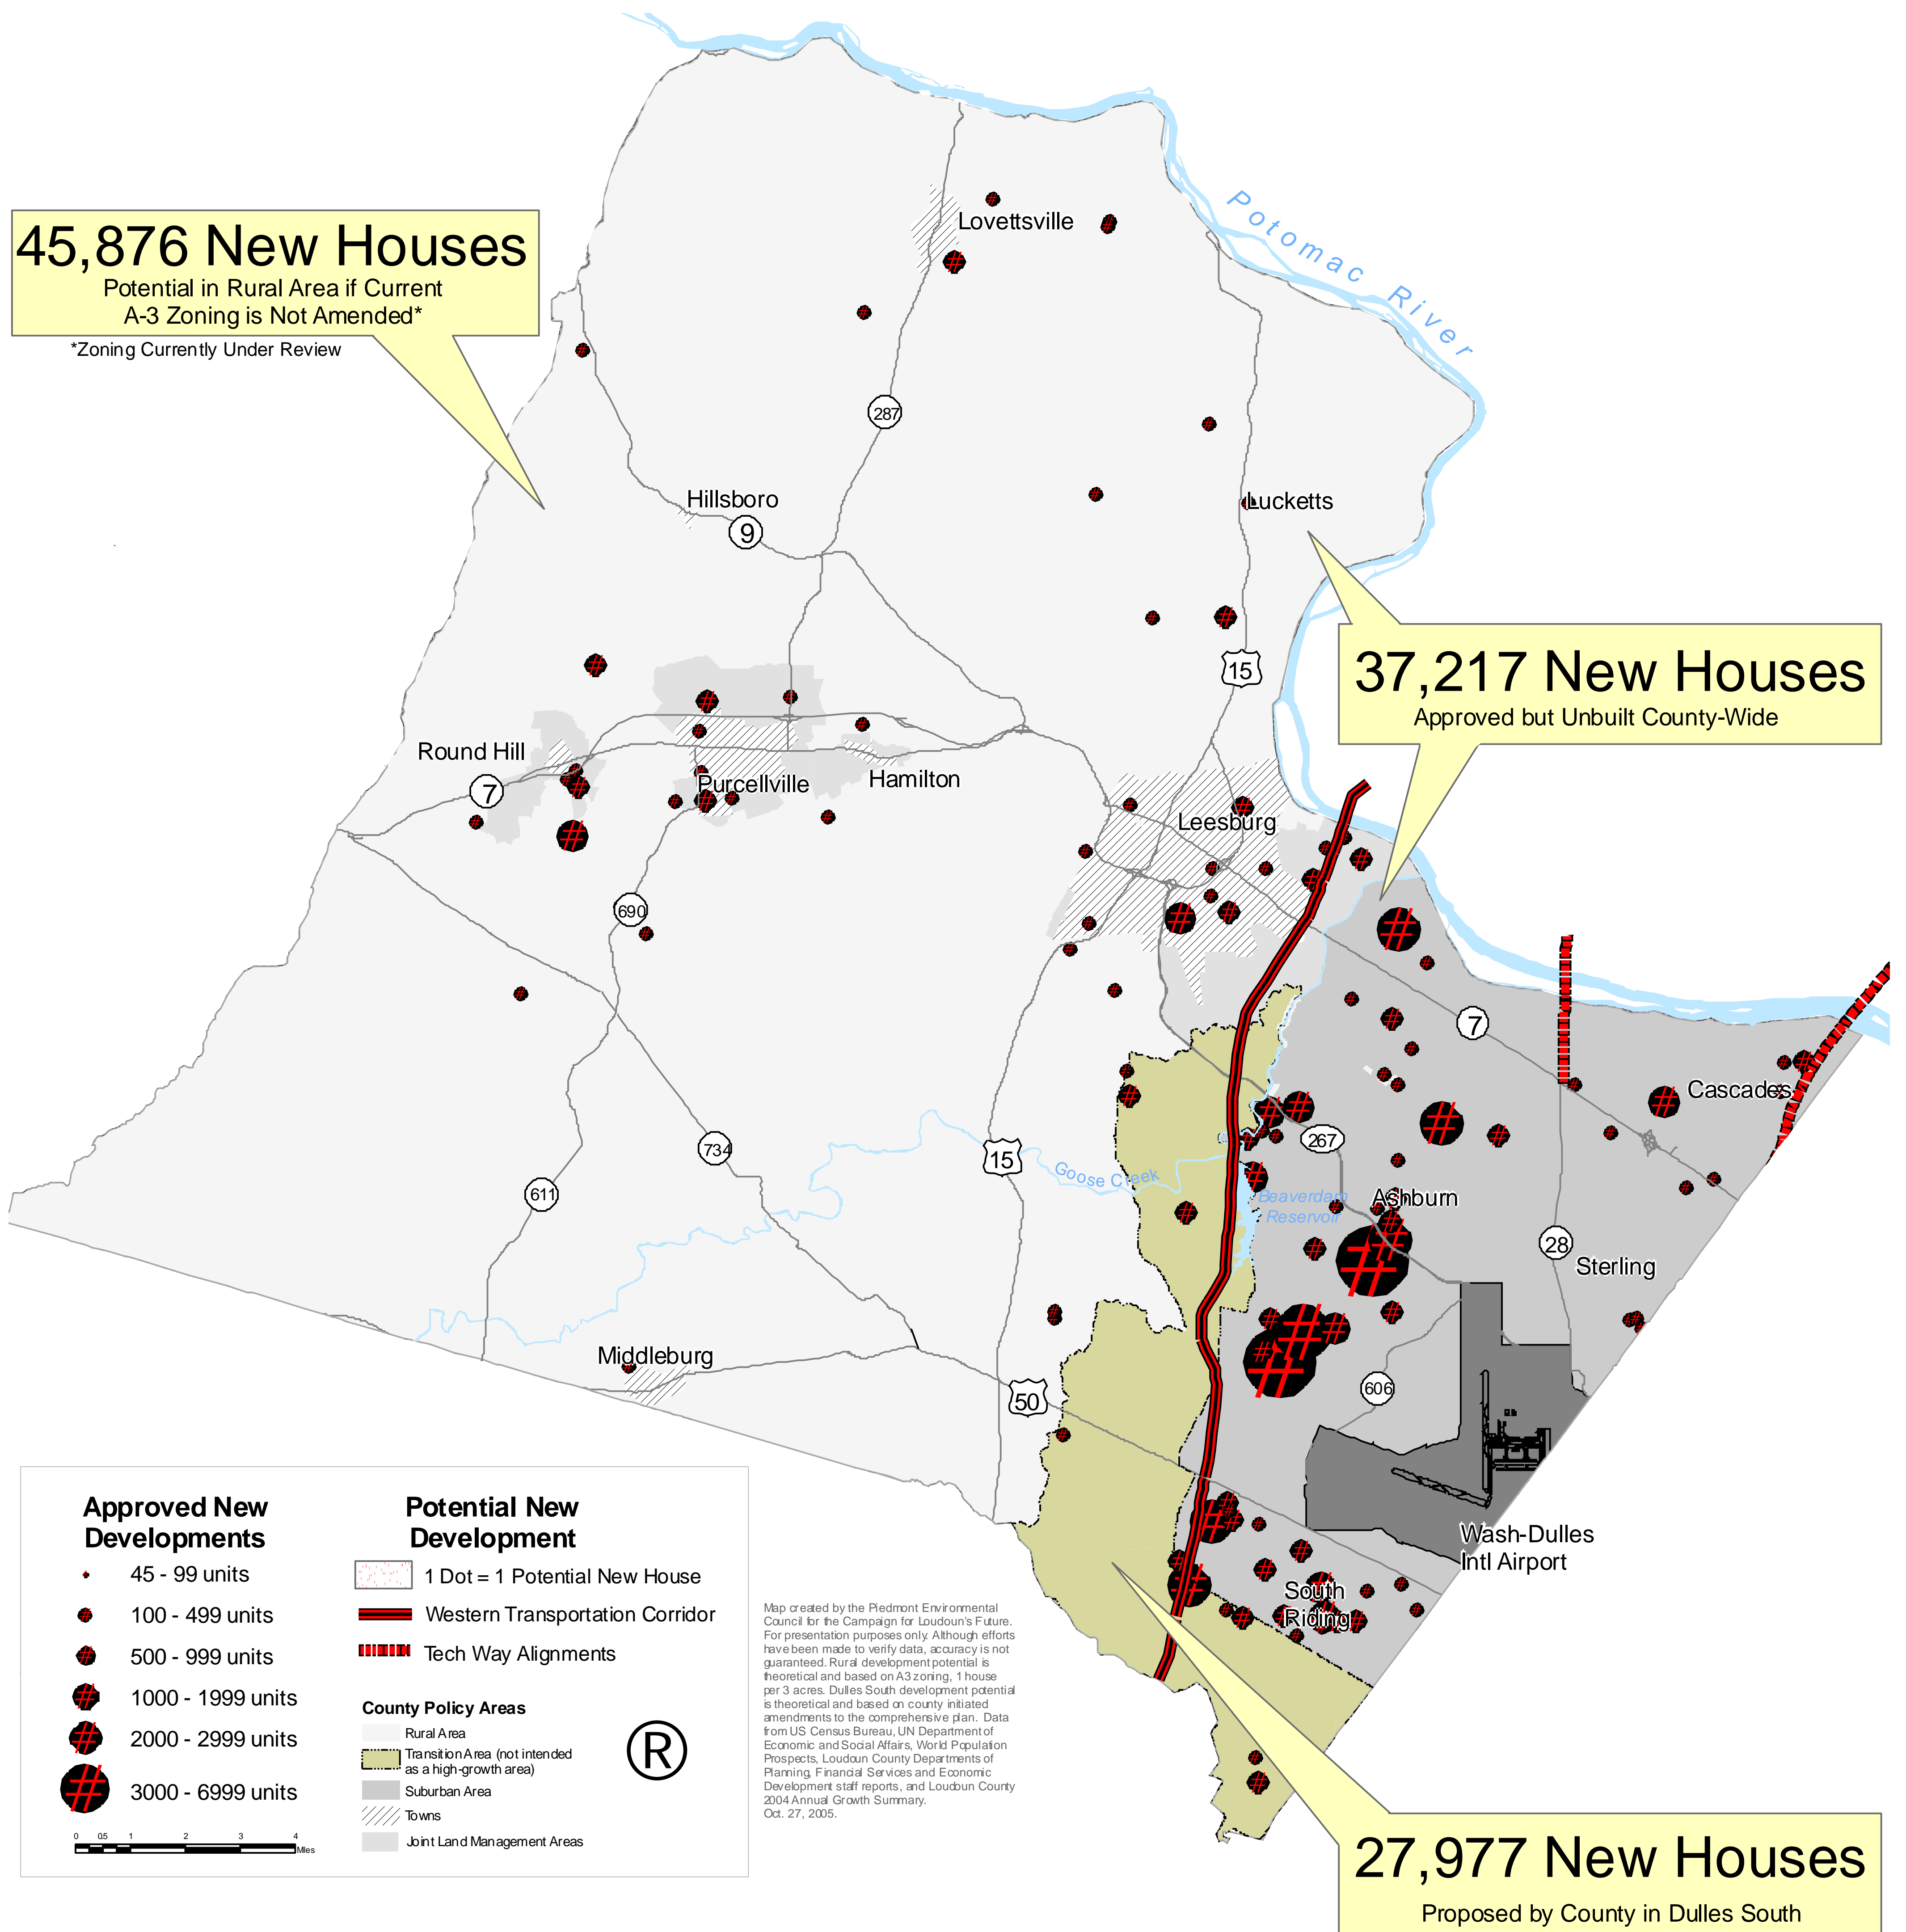 45,876 New Houses
Potential in Rural Area if Current
A-3 Zoning is Not Amended*
*Zoning Currently Under Review
Lovettsville
Potomac River
287
Hillsboro
9
Lucketts
37,217 New Houses
Approved but Unbuilt County-Wide
15
Round Hill
7
Purcellville
Hamilton
Leesburg
690
7
Cascades
267
734
15
Goose Creek
611
Beaverdam
Reservoir
Ashburn
28
Sterling
Middleburg
50
606
Wash-Dulles
Intl Airport
South
Riding
Approved New
Developments
45 - 99 units
100 - 499 units
500 - 999 units
1000 - 1999 units
2000 - 2999 units
3000 - 6999 units
0 0.5 1 2 3 4
Miles
Potential New
Development
1 Dot = 1 Potential New House
Western Transportation Corridor
Tech Way Alignments
County Policy Areas
Rural Area
Transition Area (not intended
as a high-growth area)
Suburban Area
Towns
Joint Land Management Areas
®
Map created by the Piedmont Environmental
Council for the Campaign for Loudoun's Future.
For presentation purposes only. Although efforts
have been made to verify data, accuracy is not
guaranteed. Rural development potential is
theoretical and based on A3 zoning, 1 house
per 3 acres. Dulles South development potential
is theoretical and based on county initiated
amendments to the comprehensive plan. Data
from US Census Bureau, UN Department of
Economic and Social Affairs, World Population
Prospects, Loudoun County Departments of
Planning, Financial Services and Economic
Development staff reports, and Loudoun County
2004 Annual Growth Summary.
Oct. 27, 2005.
27,977 New Houses
Proposed by County in Dulles South